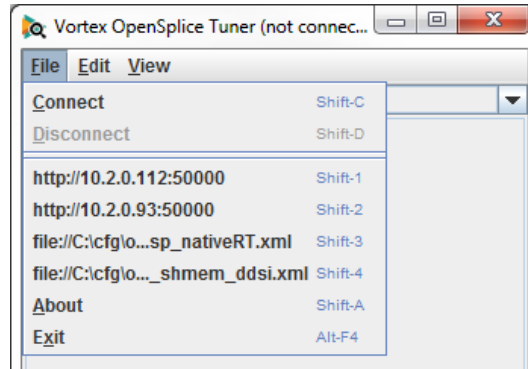 Vortex OpenSplice Tuner (not connec...
File Edit View
Connect Shift-C
Disconnect Shift-D
http://10.2.0.112:50000 Shift-1
http://10.2.0.93:50000 Shift-2
file://C:\cfg\o...sp_nativeRT.xml Shift-3
file://C:\cfg\o..._shmem_ddsi.xml Shift-4
About Shift-A
Exit Alt-F4